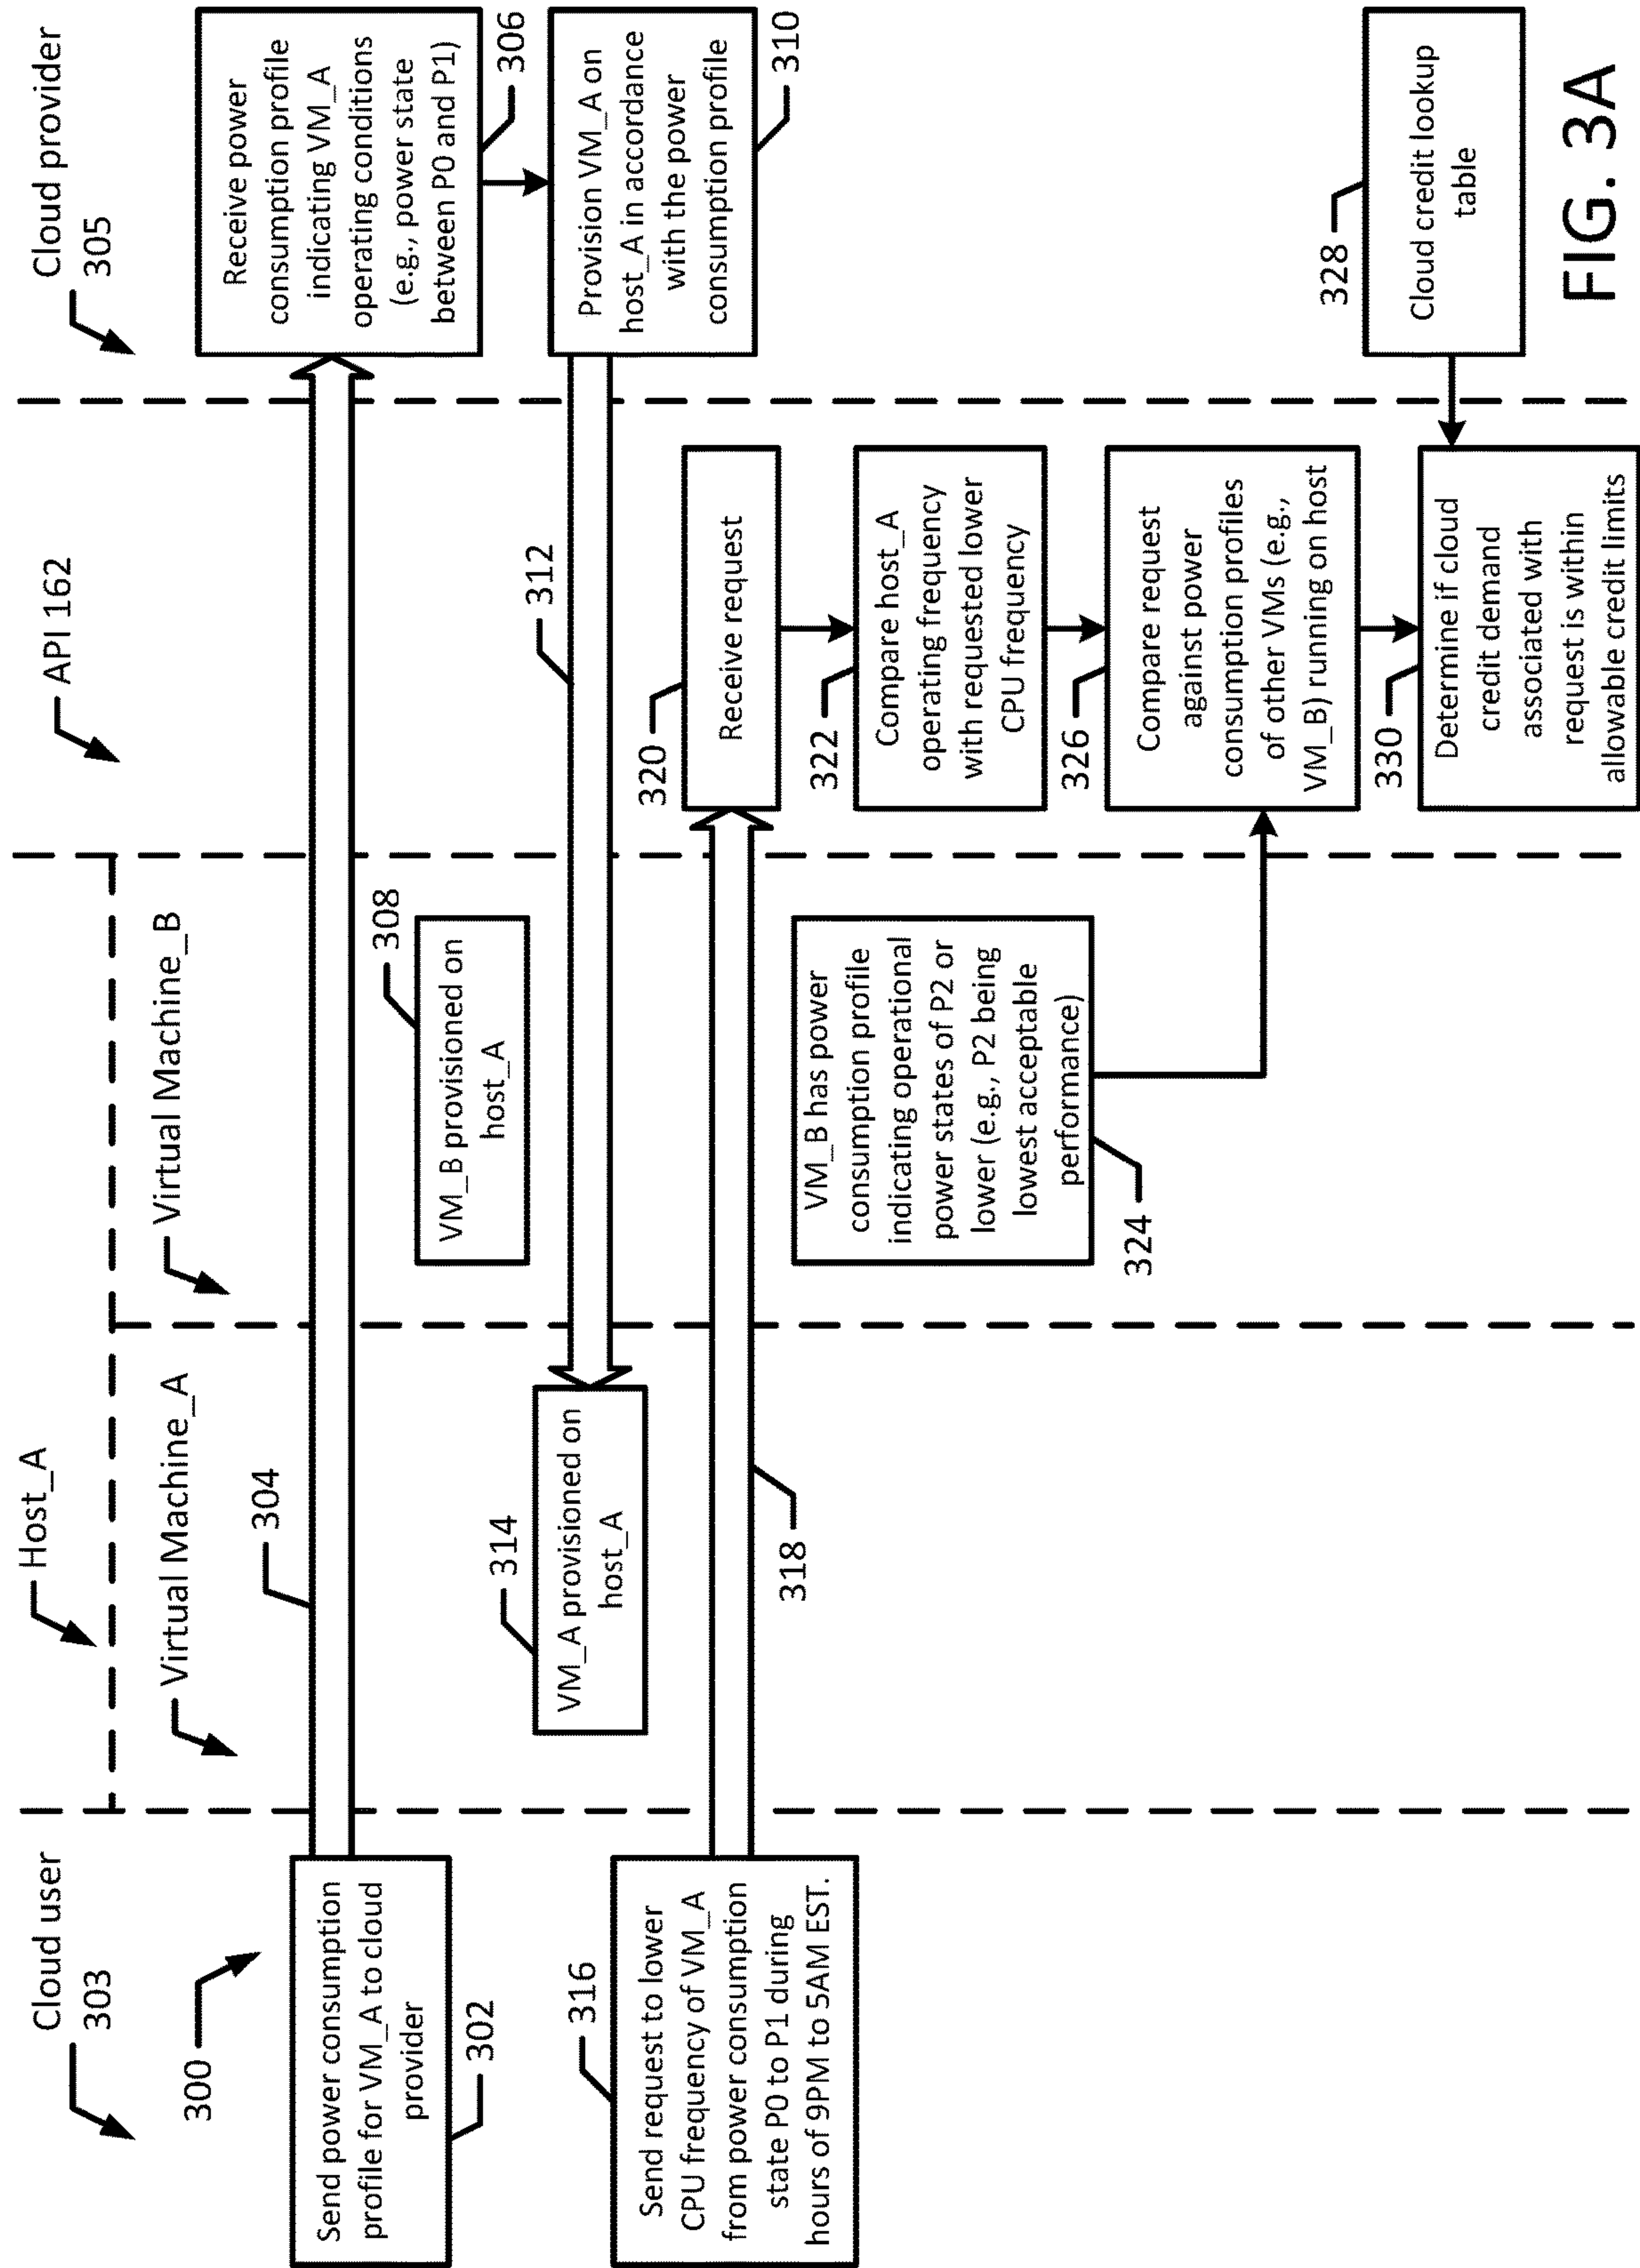 Cloud user
303
Host_A
Virtual Machine_A
Virtual Machine_B
API 162
Cloud provider
305
300
Send power consumption
profile for VM_A to cloud
provider
302
304
Receive power
consumption profile
indicating VM_A
operating conditions
(e.g., power state
between P0 and P1)
306
308
VM_B provisioned on
host_A
Provision VM_A on
host_A in accordance
with the power
consumption profile
310
312
314
VM_A provisioned on
host_A
316
Send request to lower
CPU frequency of VM_A
from power consumption
state P0 to P1 during
hours of 9PM to 5AM EST.
318
320
Receive request
322
Compare host_A
operating frequency
with requested lower
CPU frequency
VM_B has power
consumption profile
indicating operational
power states of P2 or
lower (e.g., P2 being
lowest acceptable
performance)
324
326
Compare request
against power
consumption profiles
of other VMs (e.g.,
VM_B) running on host
328
Cloud credit lookup
table
330
Determine if cloud
credit demand
associated with
request is within
allowable credit limits
FIG. 3A